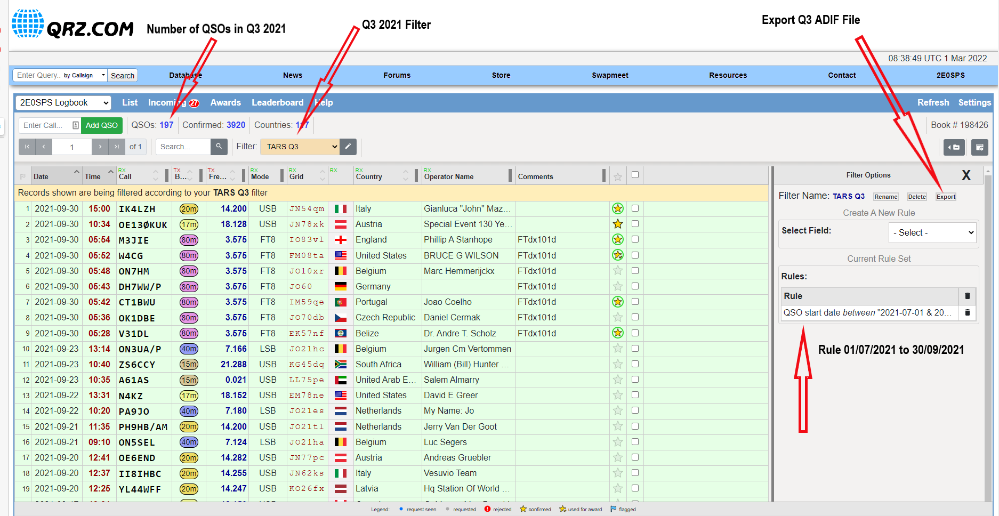 QRZ.COM
Number of QSOs in Q3 2021
Q3 2021 Filter
Export Q3 ADIF File
08:38:49 UTC 1 Mar 2022
Enter Query.. by Callsign Search Database News Forums Store Swapmeet Resources Contact 2E0SPS
2E0SPS Logbook List Incoming 27 Awards Leaderboard Help Refresh Settings
Enter Call... Add QSO QSOs: 197 Confirmed: 3920 Countries: Book # 198426
1 of 1 Search... Filter: TARS Q3
Date Time RX Call TX B... TX Fre... RX Mode RX Grid RX RX Country RX Operator Name Comments
Records shown are being filtered according to your TARS Q3 filter
1 2021-09-30 15:00 IK4LZH 20m 14.200 USB JN54qm Italy Gianluca "John" Maz...
2 2021-09-30 10:34 OE13ØKUK 17m 18.128 USB JN78xk Austria Special Event 130 Ye...
3 2021-09-30 05:54 M3JIE 80m 3.575 FT8 IO83vl England Phillip A Stanhope FTdx101d
4 2021-09-30 05:52 W4CG 80m 3.575 FT8 FM08ta United States BRUCE G WILSON FTdx101d
5 2021-09-30 05:48 ON7HM 80m 3.575 FT8 JO10xr Belgium Marc Hemmerijckx FTdx101d
6 2021-09-30 05:43 DH7WW/P 80m 3.575 FT8 JO60 Germany FTdx101d
7 2021-09-30 05:42 CT1BWU 80m 3.575 FT8 IM59qe Portugal Joao Coelho FTdx101d
8 2021-09-30 05:36 OK1DBE 80m 3.575 FT8 JO70db Czech Republic Daniel Cermak FTdx101d
9 2021-09-30 05:28 V31DL 80m 3.575 FT8 EK57nf Belize Dr. Andre T. Scholz FTdx101d
10 2021-09-23 13:14 ON3UA/P 40m 7.166 LSB JO21hc Belgium Jurgen Cm Vertommen
11 2021-09-23 10:40 ZS6CCY 15m 21.288 USB KG45dq South Africa William (Bill) Hunter ...
12 2021-09-23 10:35 A61AS 15m 0.021 USB LL75pe United Arab E... Salem Almarry
13 2021-09-22 13:31 N4KZ 17m 18.152 USB EM78ne United States David E Greer
14 2021-09-22 10:20 PA9JO 40m 7.180 LSB JO21es Netherlands My Name: Jo
15 2021-09-21 11:35 PH9HB/AM 20m 14.200 USB JO21tl Netherlands Jerry Van Der Goot
16 2021-09-21 09:10 ON5SEL 40m 7.124 LSB JO21ha Belgium Luc Segers
17 2021-09-20 12:41 OE6END 20m 14.282 USB JN77pc Austria Andreas Gruebler
18 2021-09-20 12:37 II8IHBC 20m 14.255 USB JN62ks Italy Vesuvio Team
19 2021-09-20 12:25 YL44WFF 20m 14.247 USB KO26fx Latvia Hq Station Of World ...
Filter Options X
Filter Name: TARS Q3 Rename Delete Export
Create A New Rule
Select Field: - Select -
Current Rule Set
Rules:
Rule
QSO start date between "2021-07-01 & 20...
Rule 01/07/2021 to 30/09/2021
Legend: request seen requested rejected confirmed used for award flagged